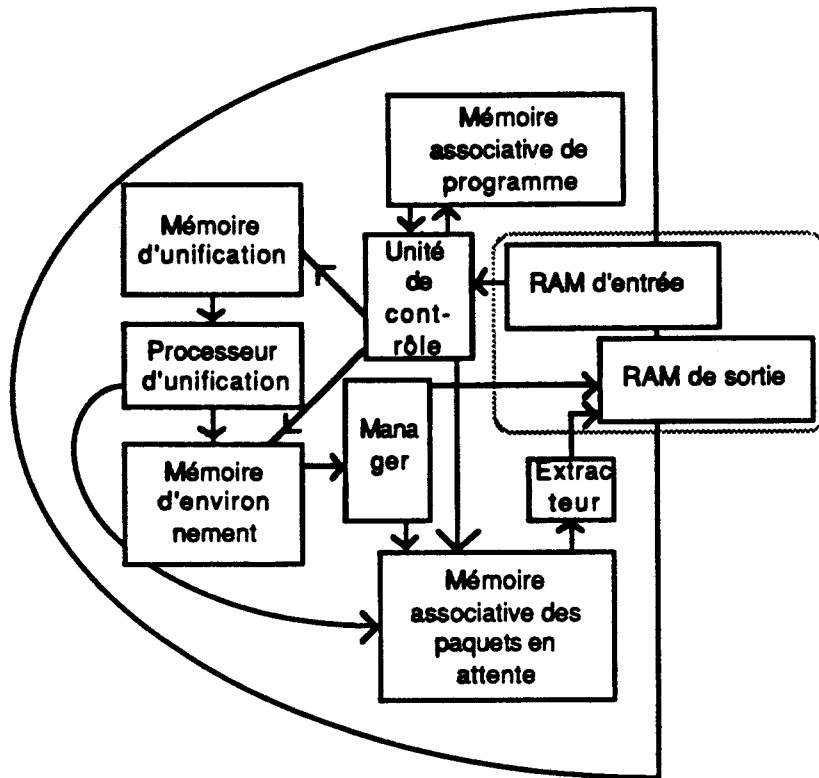 Mémoire
associative de
programme
Mémoire
d'unification
Unité
de
cont-
rôle
RAM d'entrée
Processeur
d'unification
RAM de sortie
Mana
ger
Mémoire
d'environ
nement
Extrac
teur
Mémoire
associative des
paquets en
attente